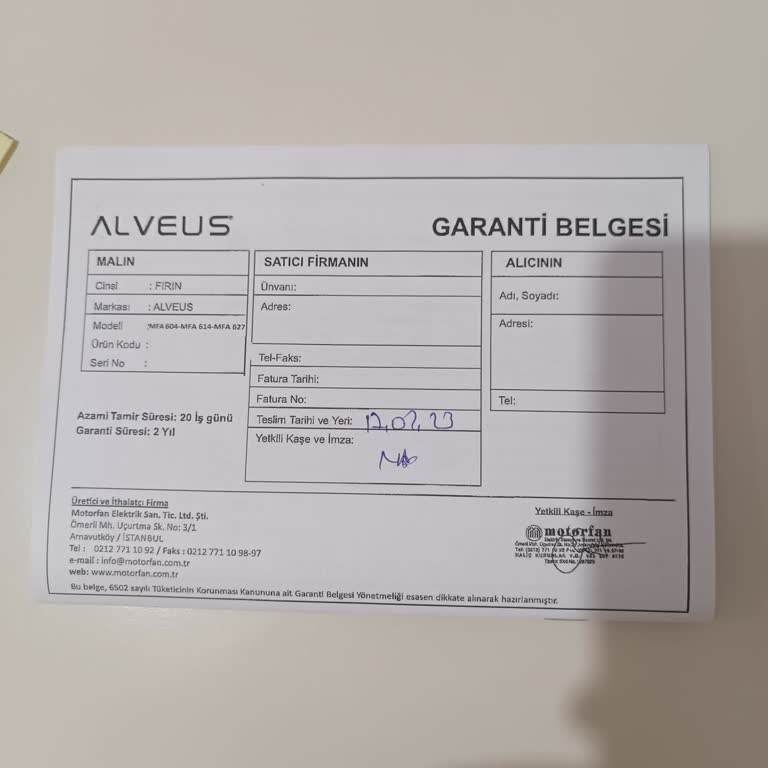 ALVEUS
GARANTİ BELGESİ
MALIN
Cinsi : FIRIN
Markası : ALVEUS
Modeli :MFA 604-MFA 614-MFA 627
Ürün Kodu :
Seri No :
Azami Tamir Süresi: 20 İş günü
Garanti Süresi: 2 Yıl
SATICI FİRMANIN
Ünvanı:
Adres:
Tel-Faks:
Fatura Tarihi:
Fatura No:
Teslim Tarihi ve Yeri:
Yetkili Kaşe ve İmza:
ALICININ
Adı, Soyadı:
Adresi:
Tel:
Üretici ve İthalatçı Firma
Motorfan Elektrik San. Tic. Ltd. Şti.
Ömerli Mh. Uçurtma Sk. No: 3/1
Arnavutköy / İSTANBUL
Tel : 0212 771 10 92 / Faks : 0212 771 10 98-97
e-mail : info@motorfan.com.tr
web: www.motorfan.com.tr
Yetkili Kaşe - İmza
motorfan
Bu belge, 6502 sayılı Tüketicinin Korunması Kanununa ait Garanti Belgesi Yönetmeliği esasen dikkate alınarak hazırlanmıştır.